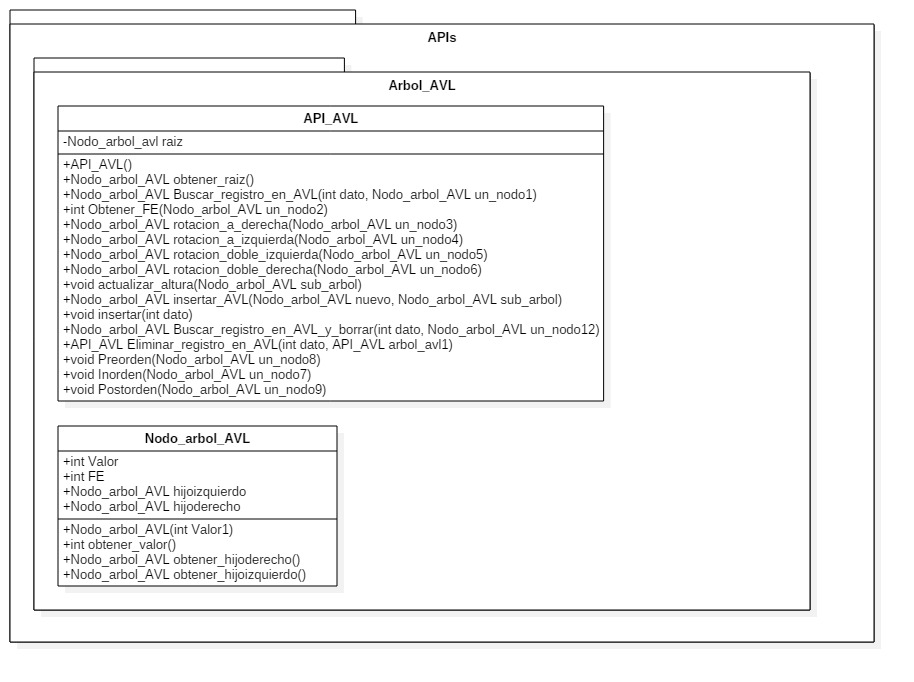 APIs
Arbol_AVL
API_AVL
-Nodo_arbol_avl raiz
+API_AVL()
+Nodo_arbol_AVL obtener_raiz()
+Nodo_arbol_AVL Buscar_registro_en_AVL(int dato, Nodo_arbol_AVL un_nodo1)
+int Obtener_FE(Nodo_arbol_AVL un_nodo2)
+Nodo_arbol_AVL rotacion_a_derecha(Nodo_arbol_AVL un_nodo3)
+Nodo_arbol_AVL rotacion_a_izquierda(Nodo_arbol_AVL un_nodo4)
+Nodo_arbol_AVL rotacion_doble_izquierda(Nodo_arbol_AVL un_nodo5)
+Nodo_arbol_AVL rotacion_doble_derecha(Nodo_arbol_AVL un_nodo6)
+void actualizar_altura(Nodo_arbol_AVL sub_arbol)
+Nodo_arbol_AVL insertar_AVL(Nodo_arbol_AVL nuevo, Nodo_arbol_AVL sub_arbol)
+void insertar(int dato)
+Nodo_arbol_AVL Buscar_registro_en_AVL_y_borrar(int dato, Nodo_arbol_AVL un_nodo12)
+API_AVL Eliminar_registro_en_AVL(int dato, API_AVL arbol_avl1)
+void Preorden(Nodo_arbol_AVL un_nodo8)
+void Inorden(Nodo_arbol_AVL un_nodo7)
+void Postorden(Nodo_arbol_AVL un_nodo9)
Nodo_arbol_AVL
+int Valor
+int FE
+Nodo_arbol_AVL hijoizquierdo
+Nodo_arbol_AVL hijoderecho
+Nodo_arbol_AVL(int Valor1)
+int obtener_valor()
+Nodo_arbol_AVL obtener_hijoderecho()
+Nodo_arbol_AVL obtener_hijoizquierdo()